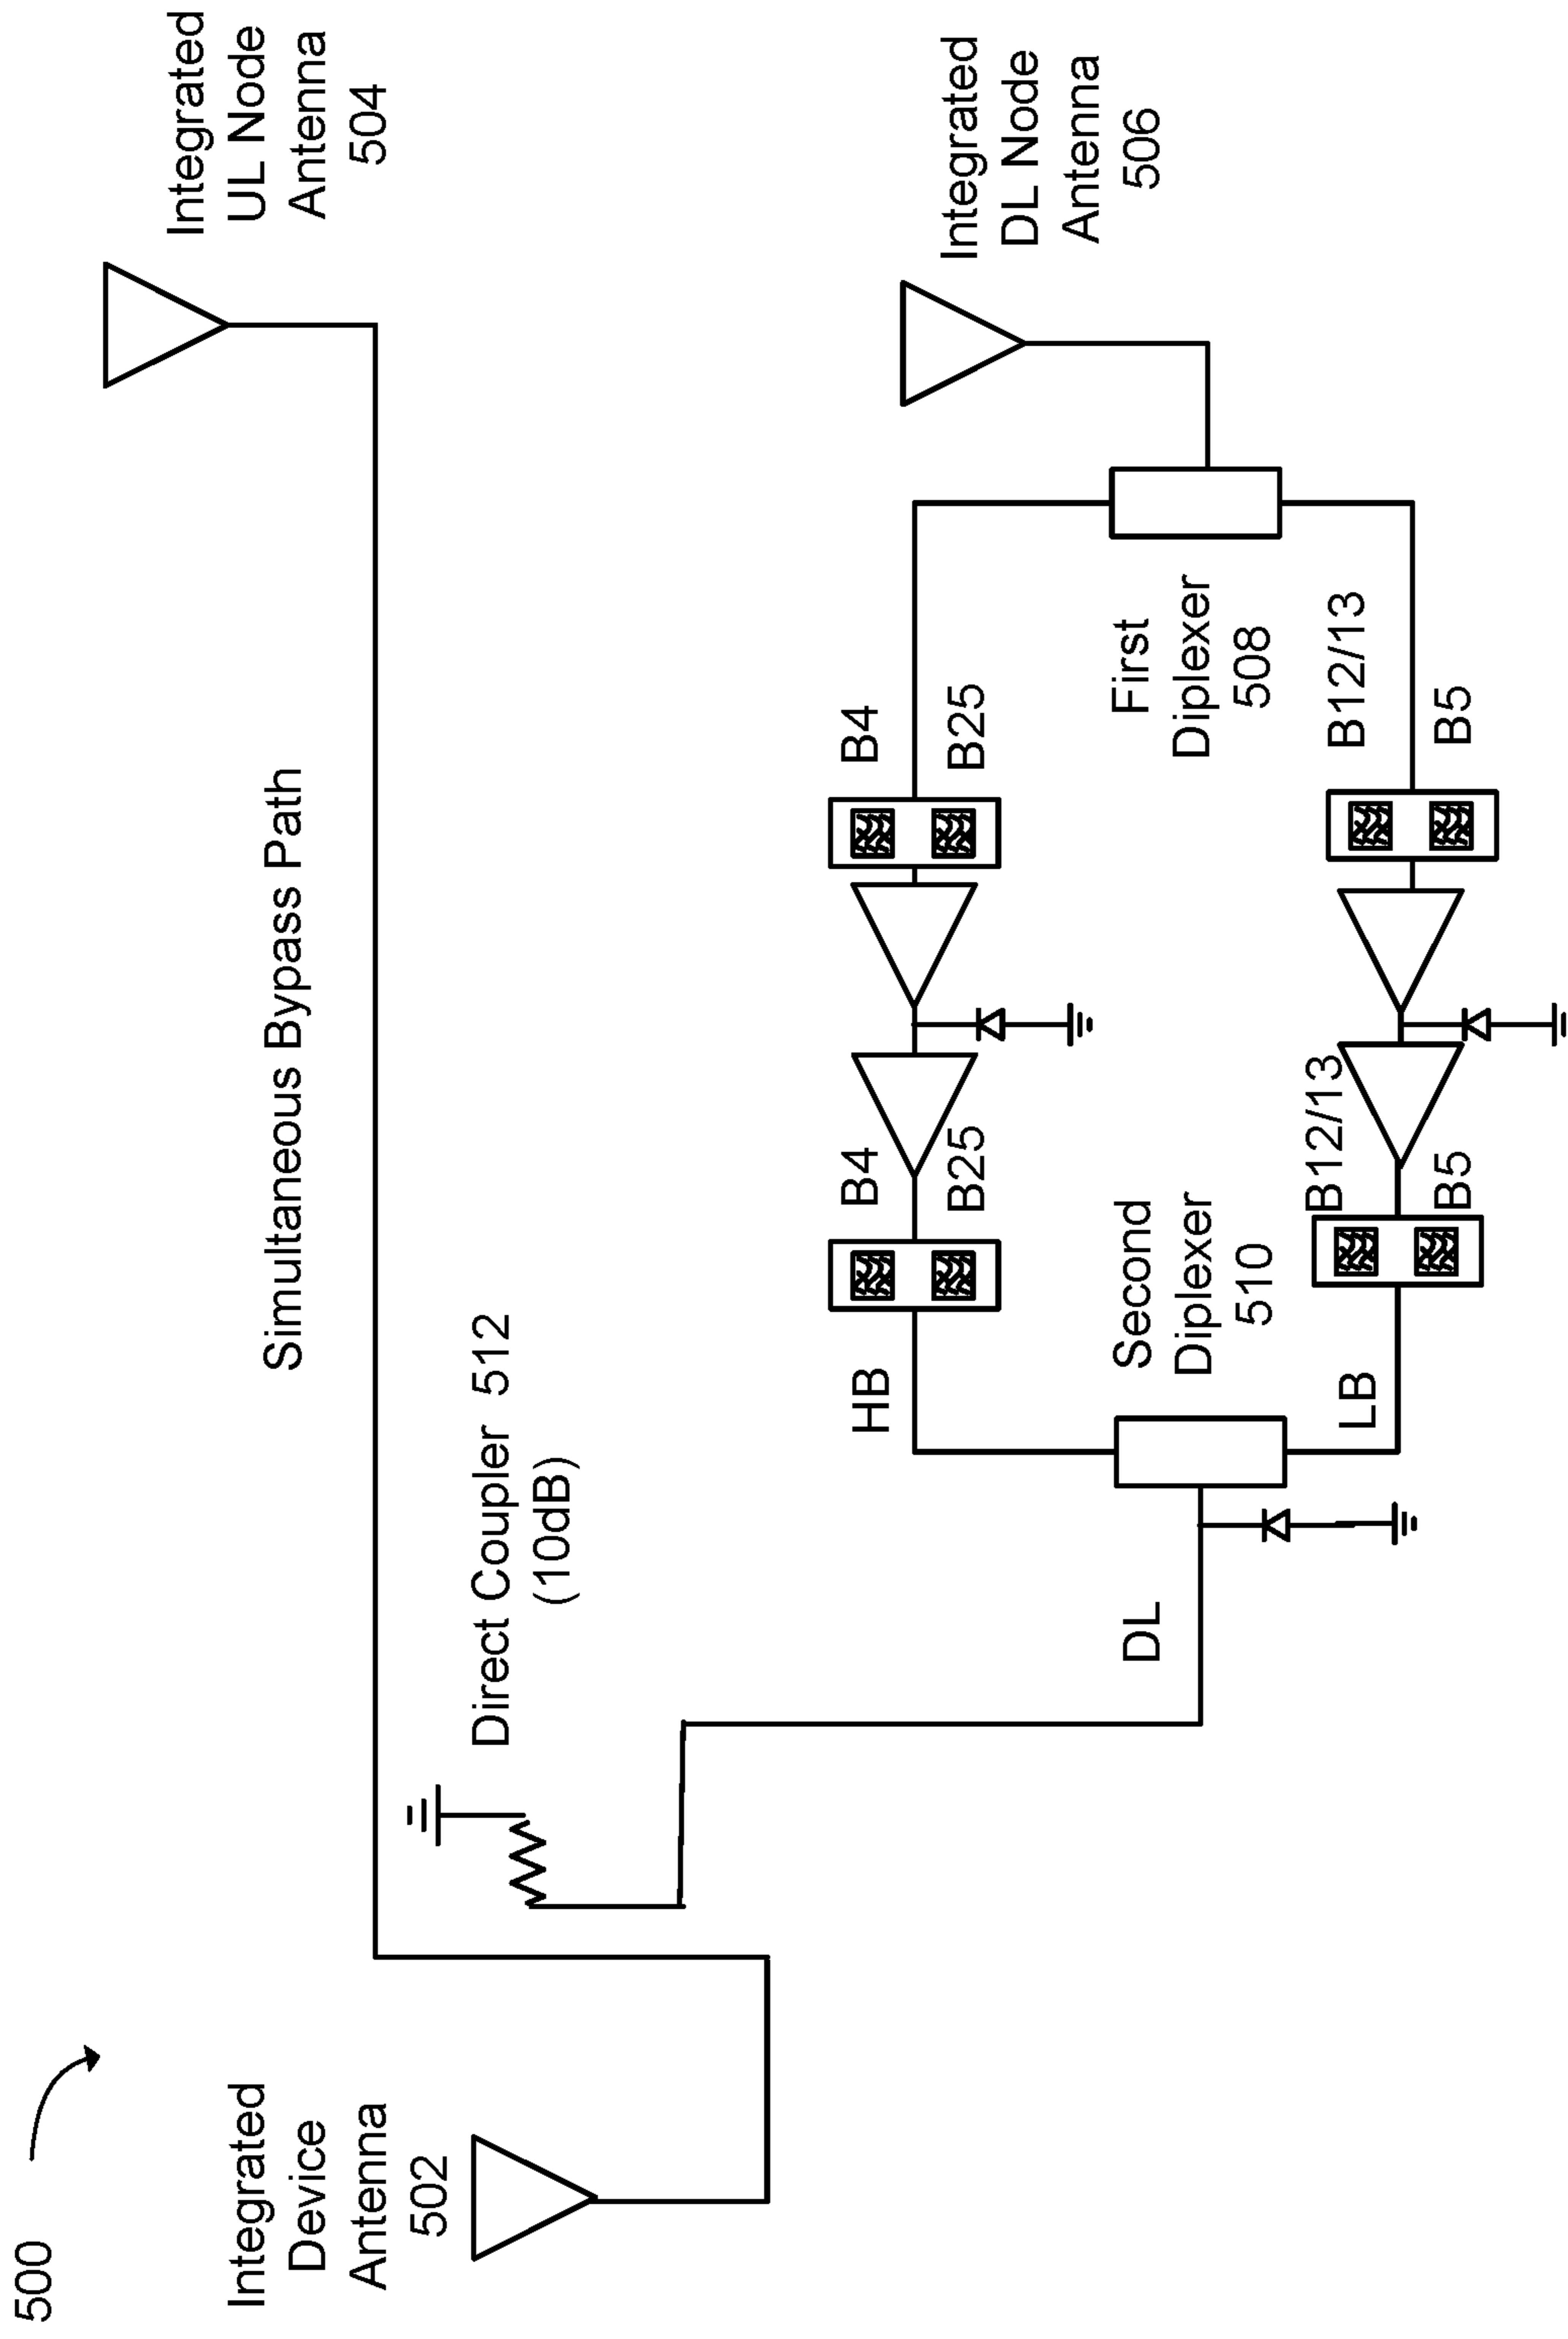 500
Integrated
Device
Antenna
502
Simultaneous Bypass Path
Integrated
UL Node
Antenna
504
Direct Coupler 512
(10dB)
DL
HB
B4
B25
B4
B25
Second
Diplexer
510
First
Diplexer
508
Integrated
DL Node
Antenna
506
LB
B12/13
B5
B12/13
B5